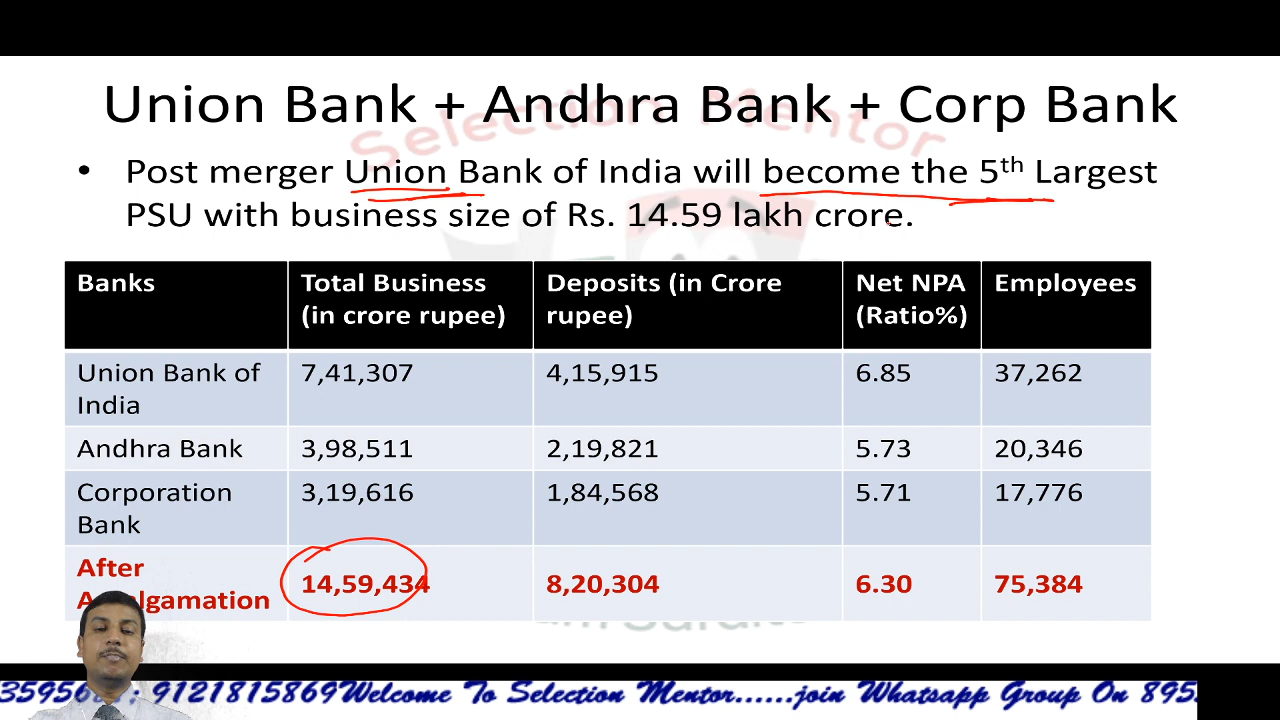 Union Bank + Andhra Bank + Corp Bank
Selection Mentor
• Post merger Union Bank of India will become the 5th Largest
PSU with business size of Rs. 14.59 lakh crore.
Banks Total Business (in crore rupee) Deposits (in Crore rupee) Net NPA (Ratio%) Employees
Union Bank of India 7,41,307 4,15,915 6.85 37,262
Andhra Bank 3,98,511 2,19,821 5.73 20,346
Corporation Bank 3,19,616 1,84,568 5.71 17,776
After 14,59,434 8,20,304 6.30 75,384
9121815869Welcome To Selection Mentor......join Whatsapp Group On 895